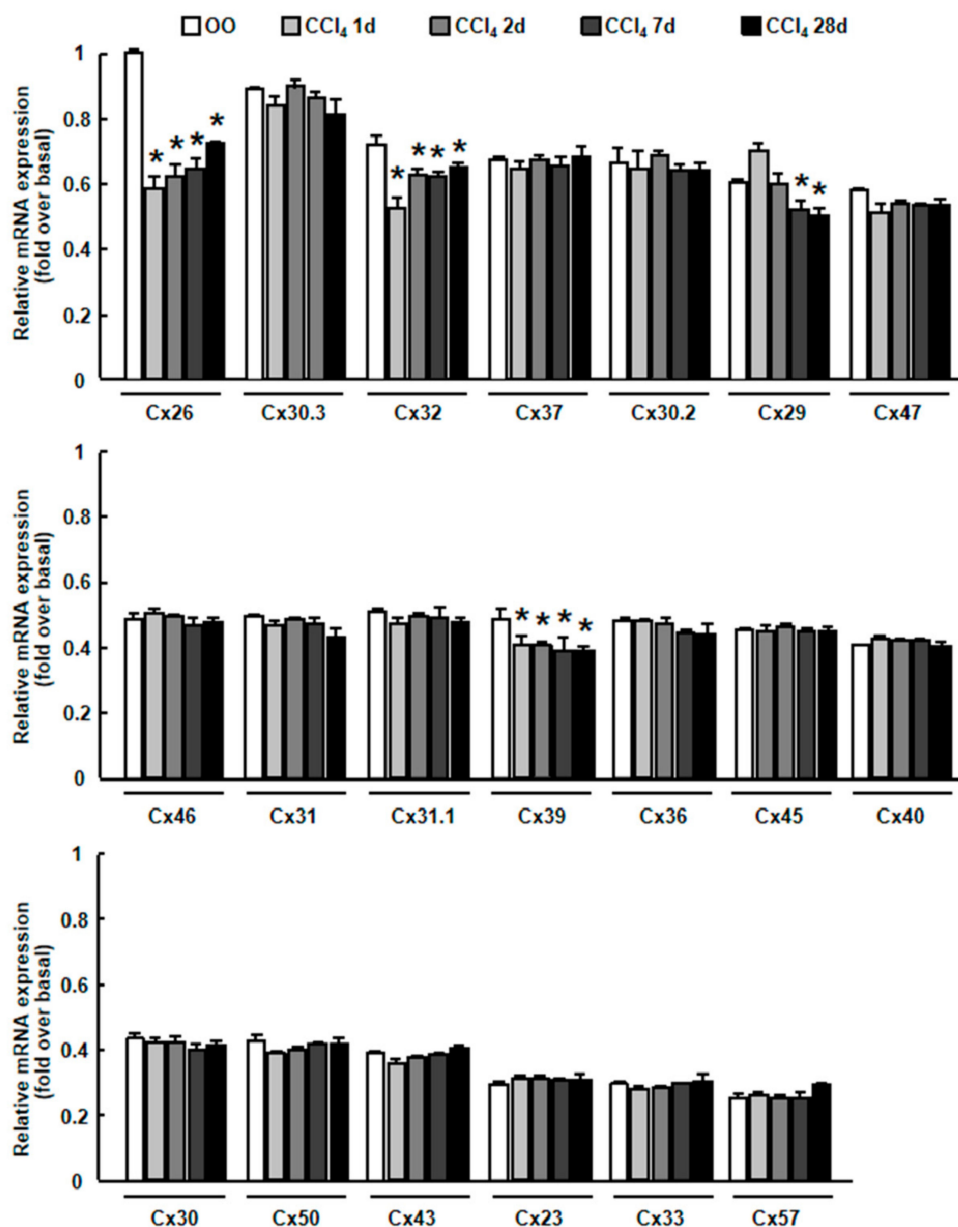 OO CCl₄ 1d CCl₄ 2d CCl₄ 7d CCl₄ 28d
Relative mRNA expression
(fold over basal)
1
0.8
0.6
0.4
0.2
0
* * * * * * * * * *
Cx26 Cx30.3 Cx32 Cx37 Cx30.2 Cx29 Cx47
Relative mRNA expression
(fold over basal)
1
0.8
0.6
0.4
0.2
0
* * * *
Cx46 Cx31 Cx31.1 Cx39 Cx36 Cx45 Cx40
Relative mRNA expression
(fold over basal)
1
0.8
0.6
0.4
0.2
0
Cx30 Cx50 Cx43 Cx23 Cx33 Cx57